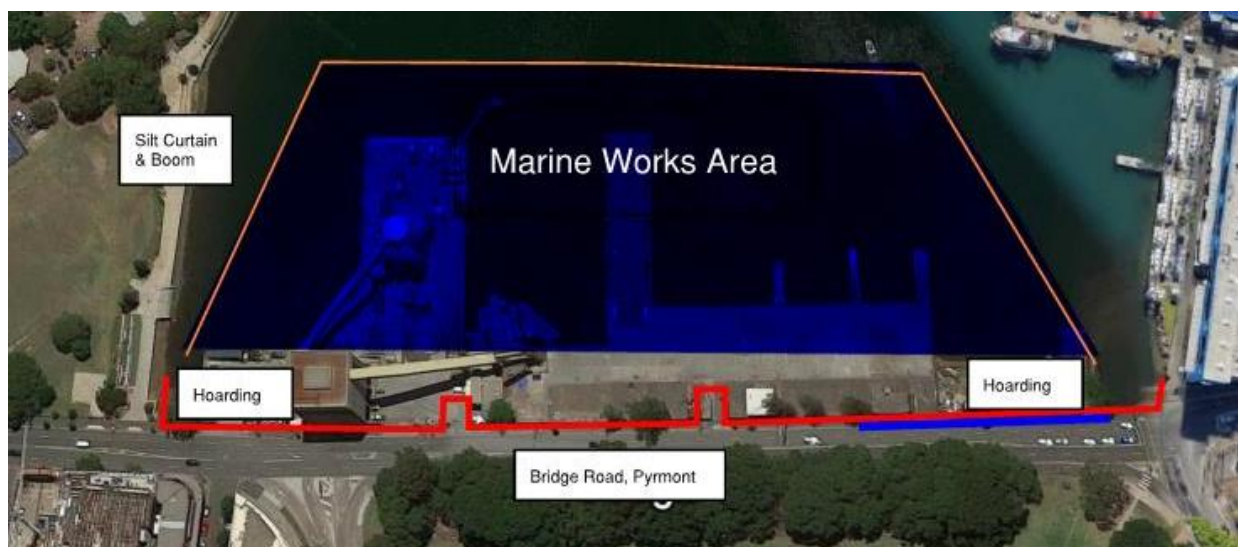 Silt Curtain
& Boom
Marine Works Area
Hoarding
Hoarding
Bridge Road, Pyrmont